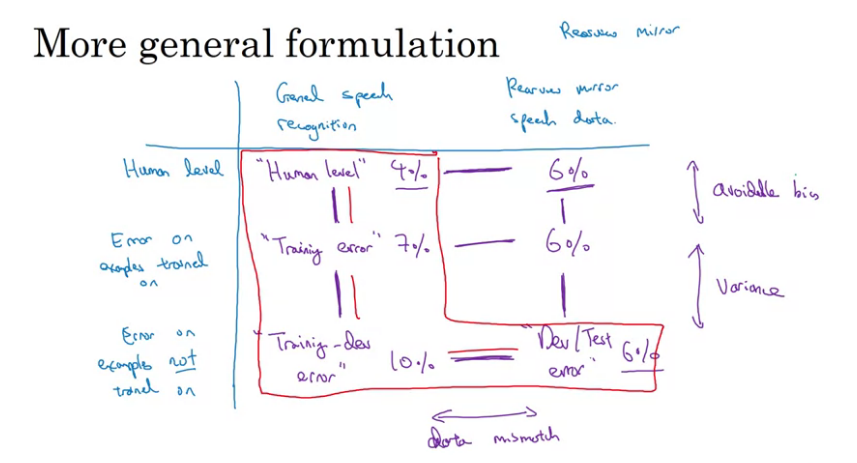 More general formulation
Rearview mirror
General speech
recognition
Rearview mirror
speech data.
Human level
"Human level" 4%
6%
avoidable bias
Error on
examples trained
on
"Training error" 7%
6%
Variance
Error on
examples not
trained on
"Training-dev
error" 10%
"Dev/Test
error" 6%
data mismatch